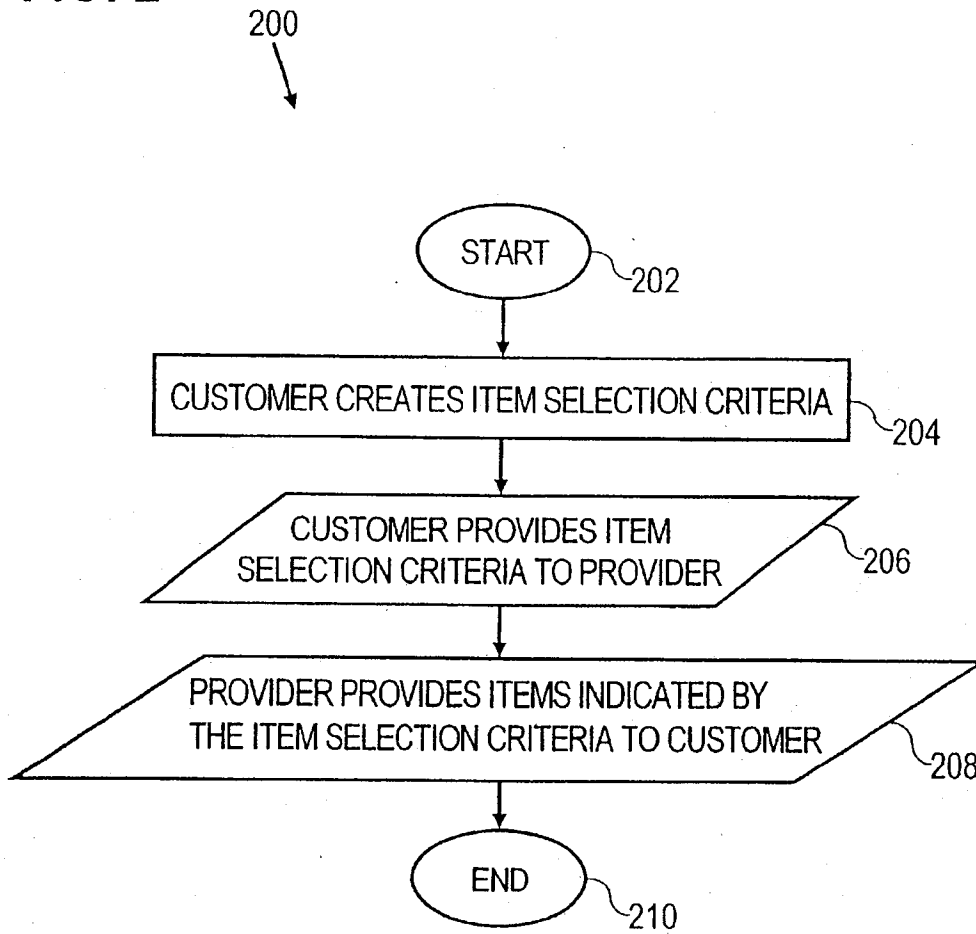 200
START
202
CUSTOMER CREATES ITEM SELECTION CRITERIA
204
CUSTOMER PROVIDES ITEM
SELECTION CRITERIA TO PROVIDER
206
PROVIDER PROVIDES ITEMS INDICATED BY
THE ITEM SELECTION CRITERIA TO CUSTOMER
208
END
210